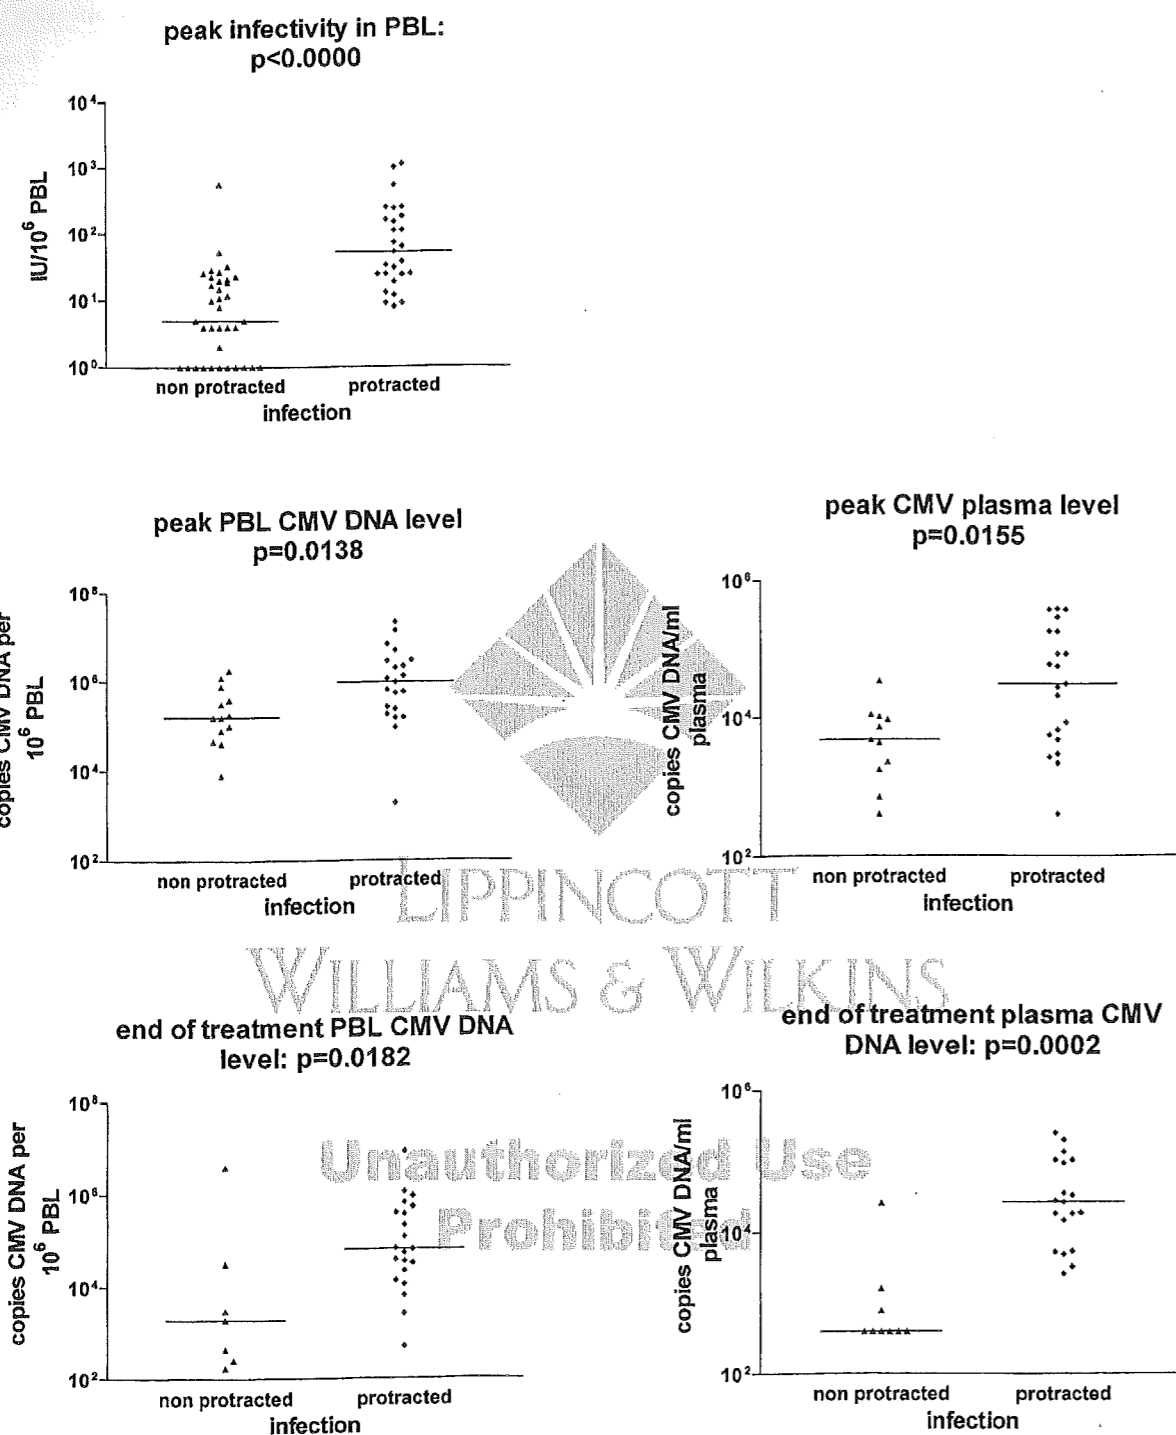 peak infectivity in PBL:
p<0.0000
10⁴
10³
10²
10¹
10⁰
IU/10⁶ PBL
non protracted protracted
infection
peak PBL CMV DNA level
p=0.0138
10⁸
10⁶
10⁴
10²
copies CMV DNA per
10⁶ PBL
non protracted protracted
infection
peak CMV plasma level
p=0.0155
10⁶
10⁴
10²
copies CMV DNA/ml
plasma
non protracted protracted
infection
LIPPINCOTT
WILLIAMS & WILKINS
end of treatment PBL CMV DNA
level: p=0.0182
10⁸
10⁶
10⁴
10²
copies CMV DNA per
10⁶ PBL
non protracted protracted
infection
end of treatment plasma CMV
DNA level: p=0.0002
10⁶
10⁴
10²
copies CMV DNA/ml
plasma
non protracted protracted
infection
Unauthorized Use
Prohibited